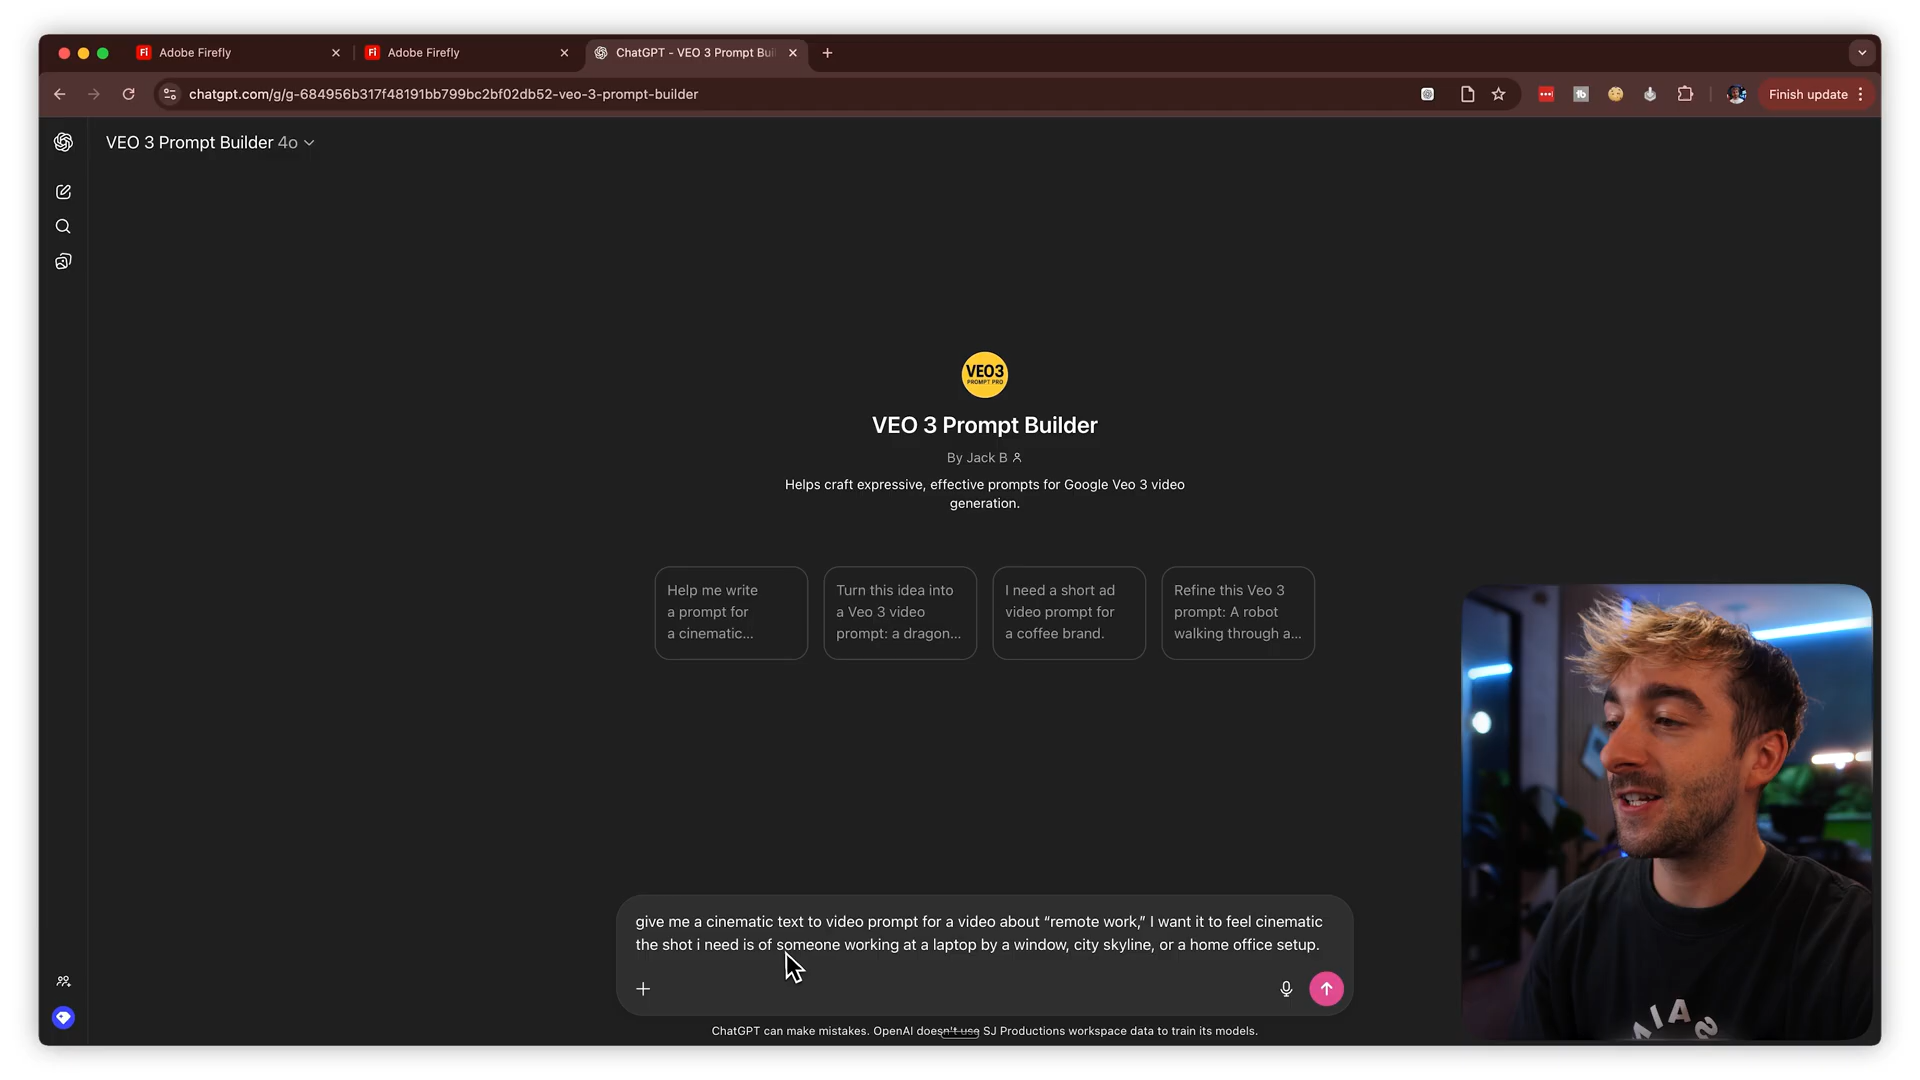 Adobe Firefly
Adobe Firefly
ChatGPT - VEO 3 Prompt Bui
chatgpt.com/g/g-684956b317f48191bb799bc2bf02db52-veo-3-prompt-builder
Finish update
VEO 3 Prompt Builder 4o
VEO3
PROMPT PRO
VEO 3 Prompt Builder
By Jack B
Helps craft expressive, effective prompts for Google Veo 3 video
generation.
Help me write
a prompt for
a cinematic...
Turn this idea into
a Veo 3 video
prompt: a dragon...
I need a short ad
video prompt for
a coffee brand.
Refine this Veo 3
prompt: A robot
walking through a...
give me a cinematic text to video prompt for a video about “remote work,” I want it to feel cinematic
the shot i need is of someone working at a laptop by a window, city skyline, or a home office setup.
ChatGPT can make mistakes. OpenAI doesn't use SJ Productions workspace data to train its models.